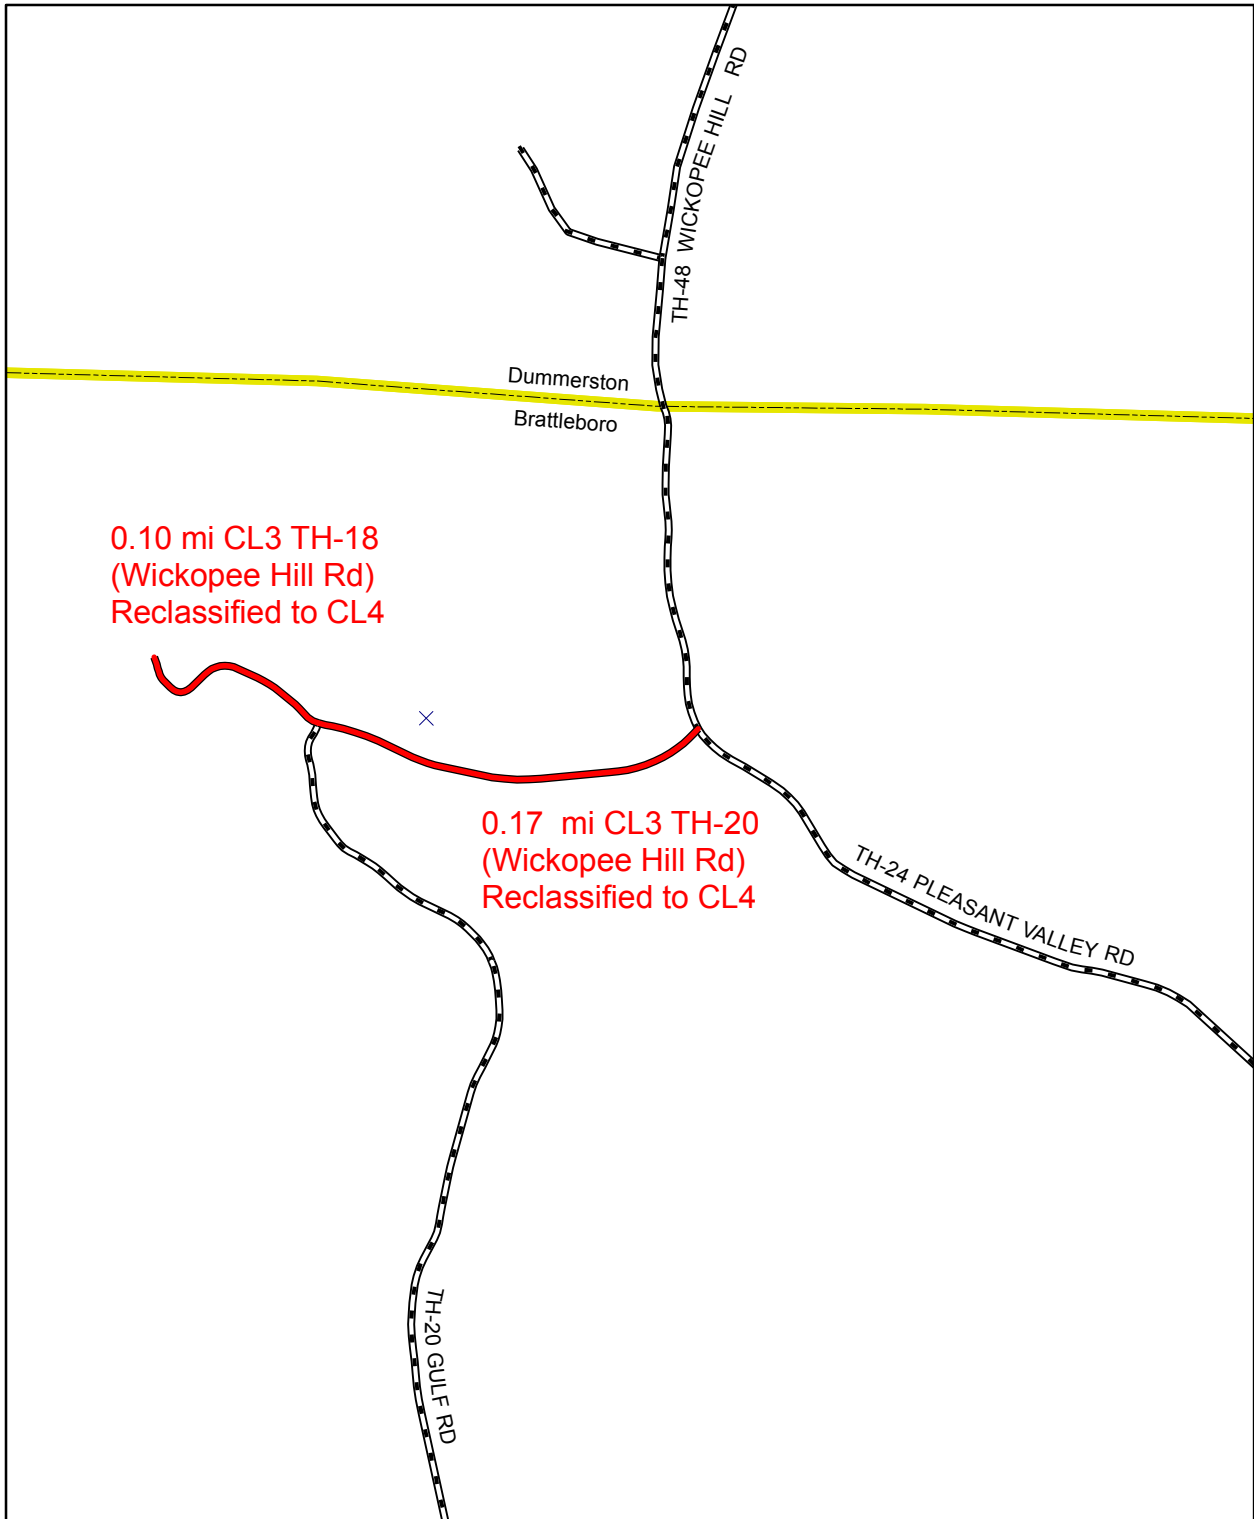 TH-48 WICKOPEE HILL RD
Dummerston
Brattleboro
0.10 mi CL3 TH-18
(Wickopee Hill Rd)
Reclassified to CL4
0.17 mi CL3 TH-20
(Wickopee Hill Rd)
Reclassified to CL4
TH-24 PLEASANT VALLEY RD
TH-20 GULF RD